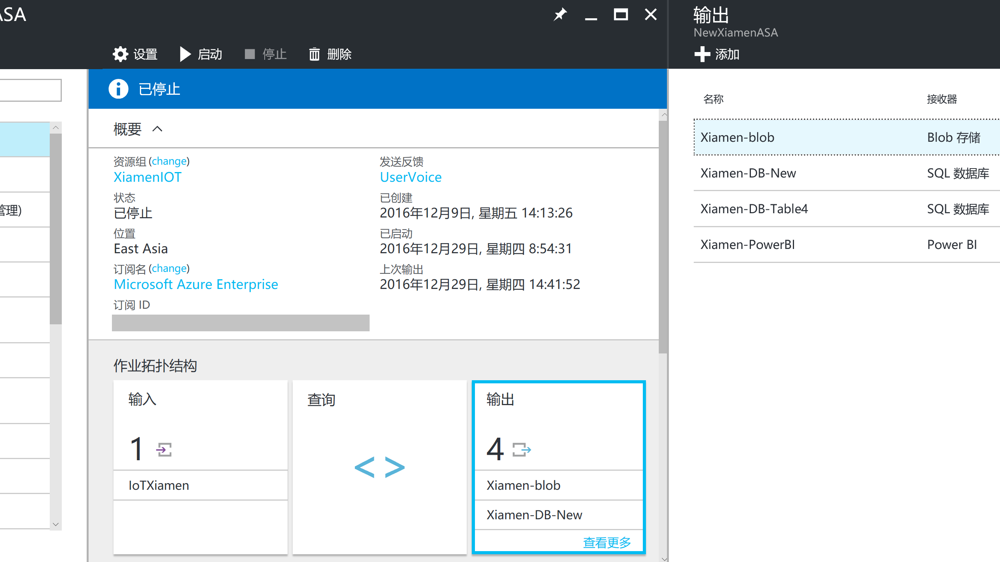 ASA
设置
启动
停止
删除
已停止
概要
管理)
资源组 (change)
XiamenIOT
状态
已停止
位置
East Asia
订阅名 (change)
Microsoft Azure Enterprise
订阅 ID
发送反馈
UserVoice
已创建
2016年12月9日, 星期五 14:13:26
已启动
2016年12月29日, 星期四 8:54:31
上次输出
2016年12月29日, 星期四 14:41:52
作业拓扑结构
输入
1
IoTXiamen
查询
< >
输出
4
Xiamen-blob
Xiamen-DB-New
查看更多
输出
NewXiamenASA
添加
名称 接收器
Xiamen-blob Blob 存储
Xiamen-DB-New SQL 数据库
Xiamen-DB-Table4 SQL 数据库
Xiamen-PowerBI Power BI